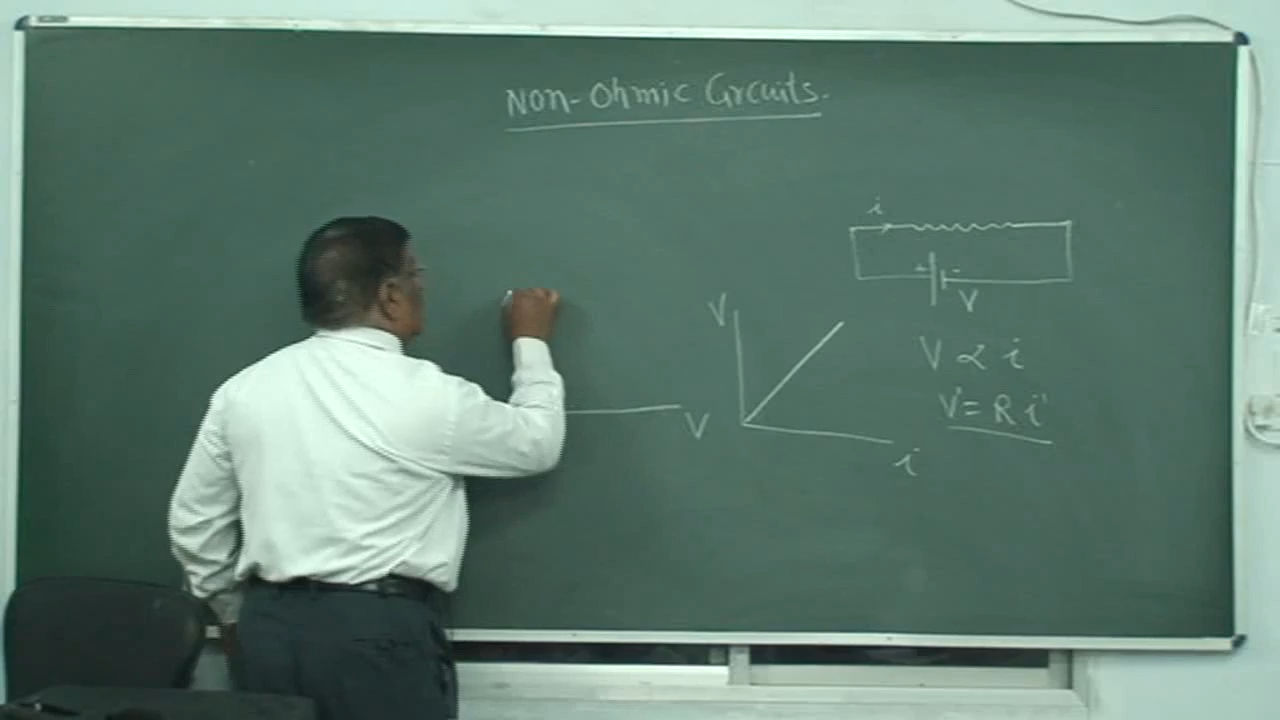 Non-Ohmic Circuits.
i
+ -
V
V
i
V
V ∝ i
V = R i